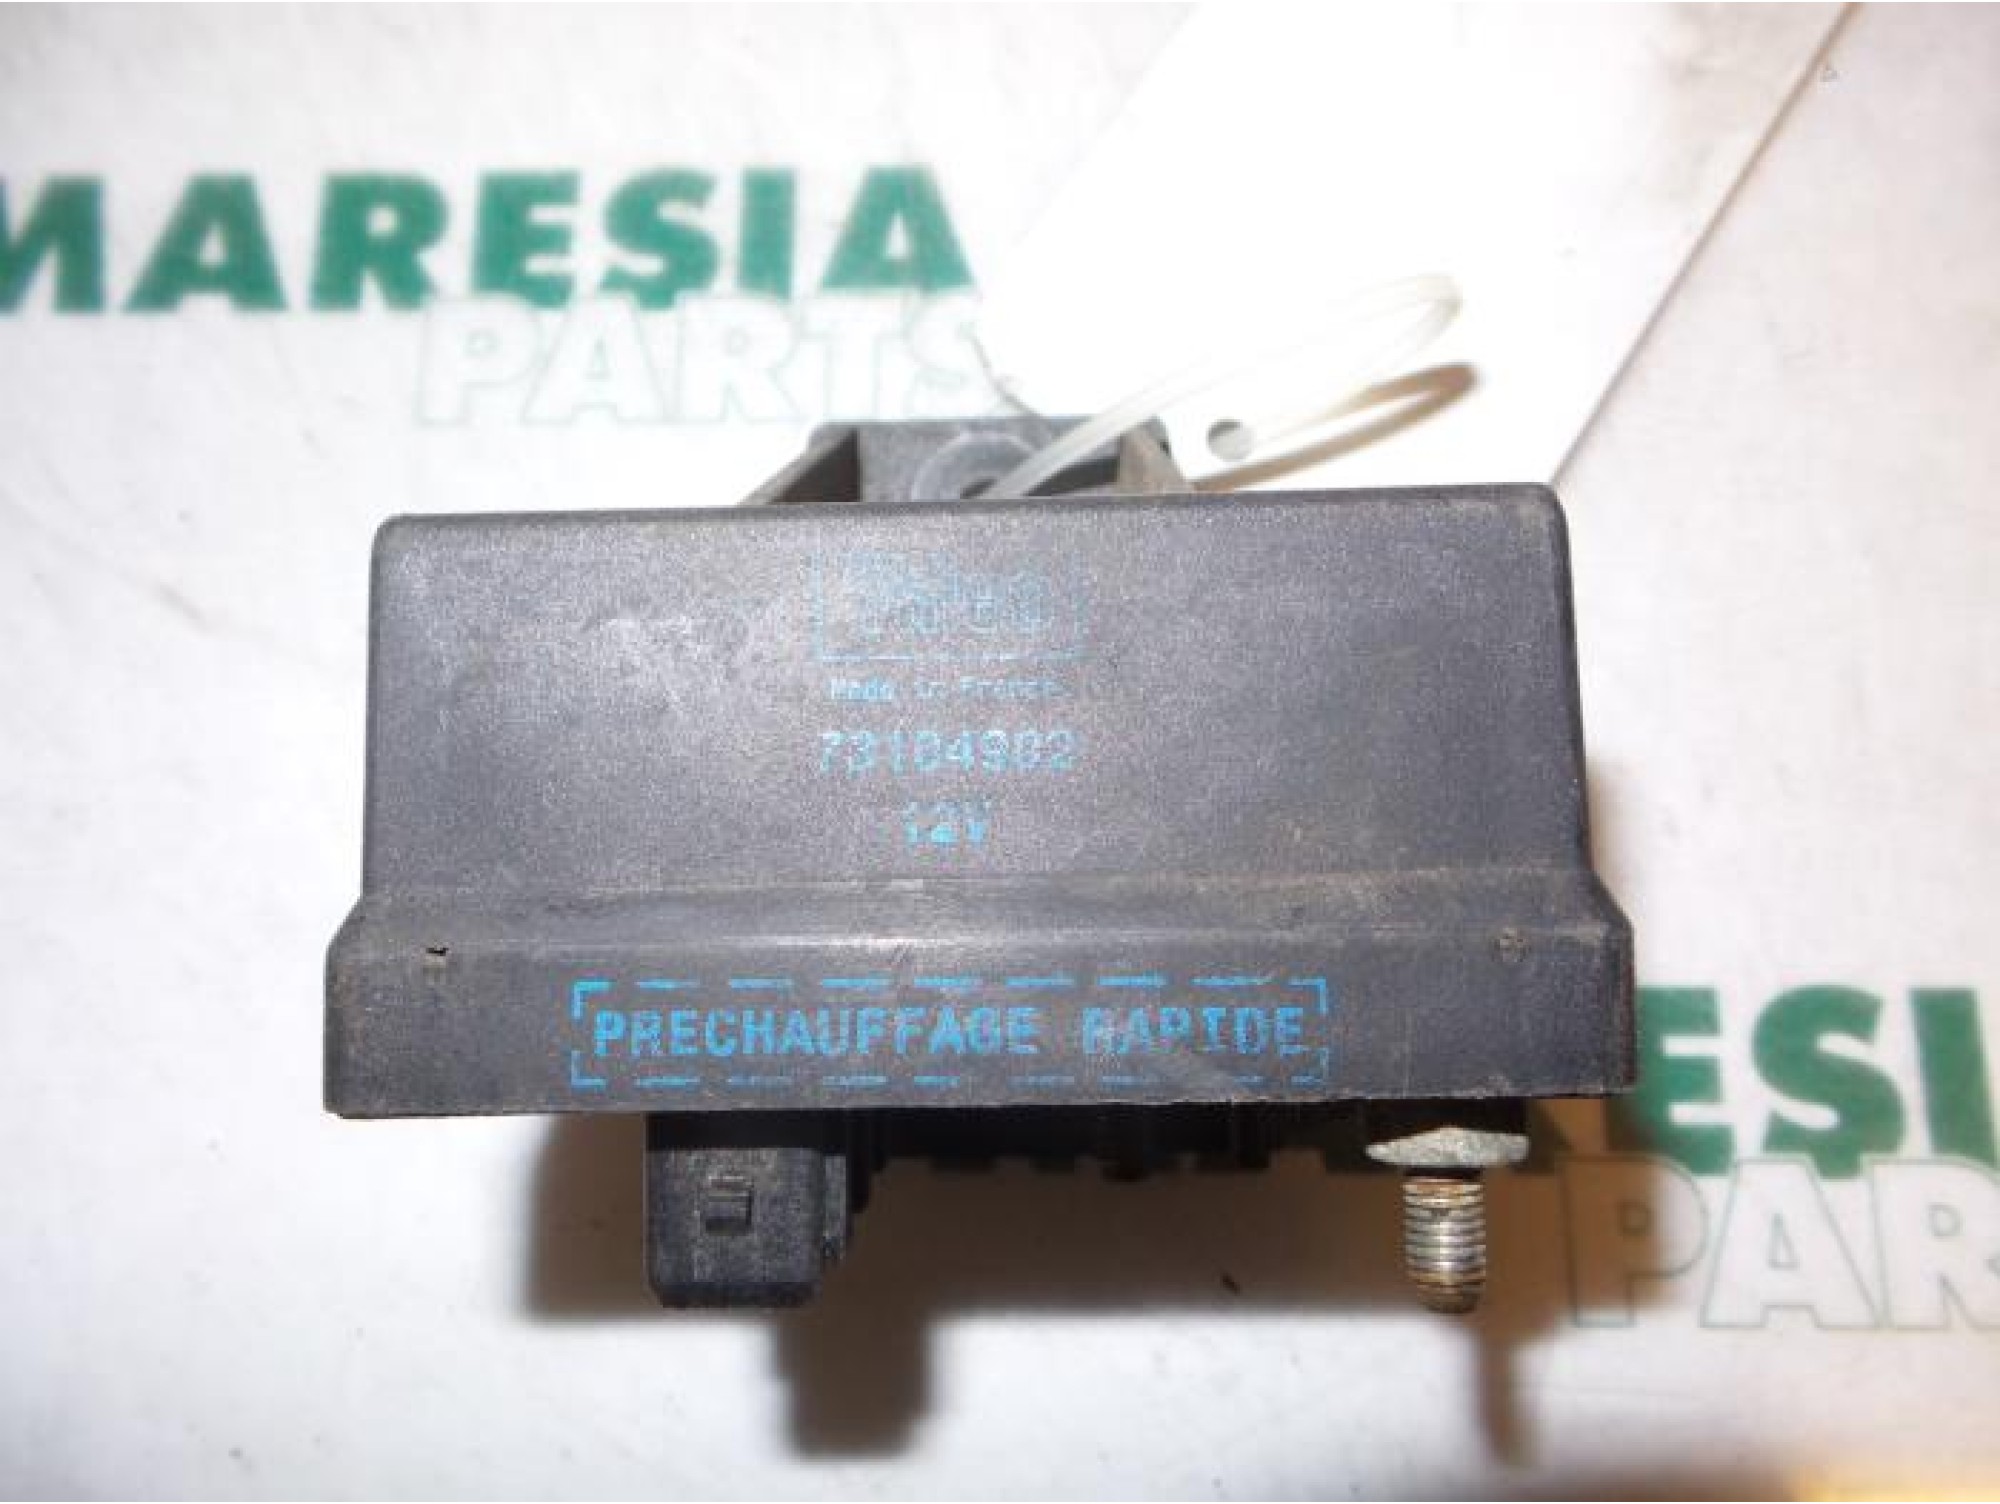 MARESIA
PARTS
Made in France
73104902
12V
PRECHAUFFAGE RAPIDE
ESI
PAR